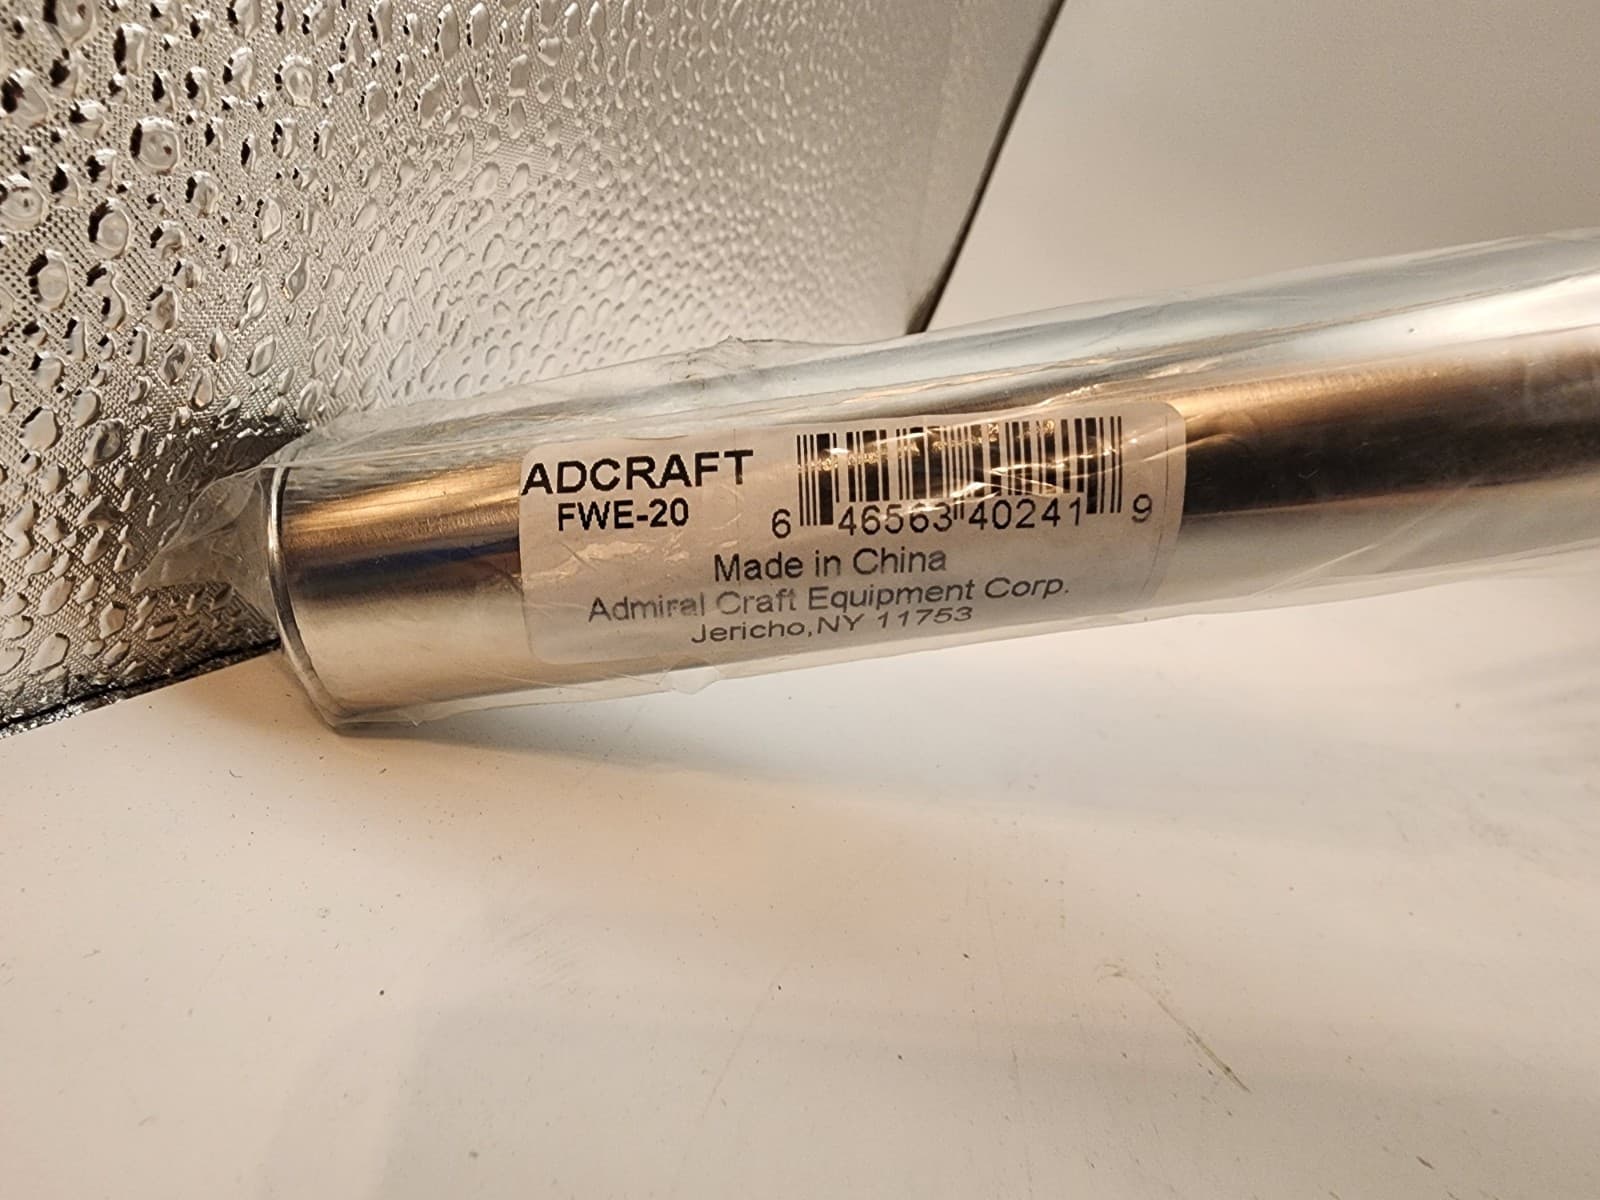 ADCRAFT
FWE-20
6 46563 40241 9
Made in China
Admiral Craft Equipment Corp.
Jericho,NY 11753